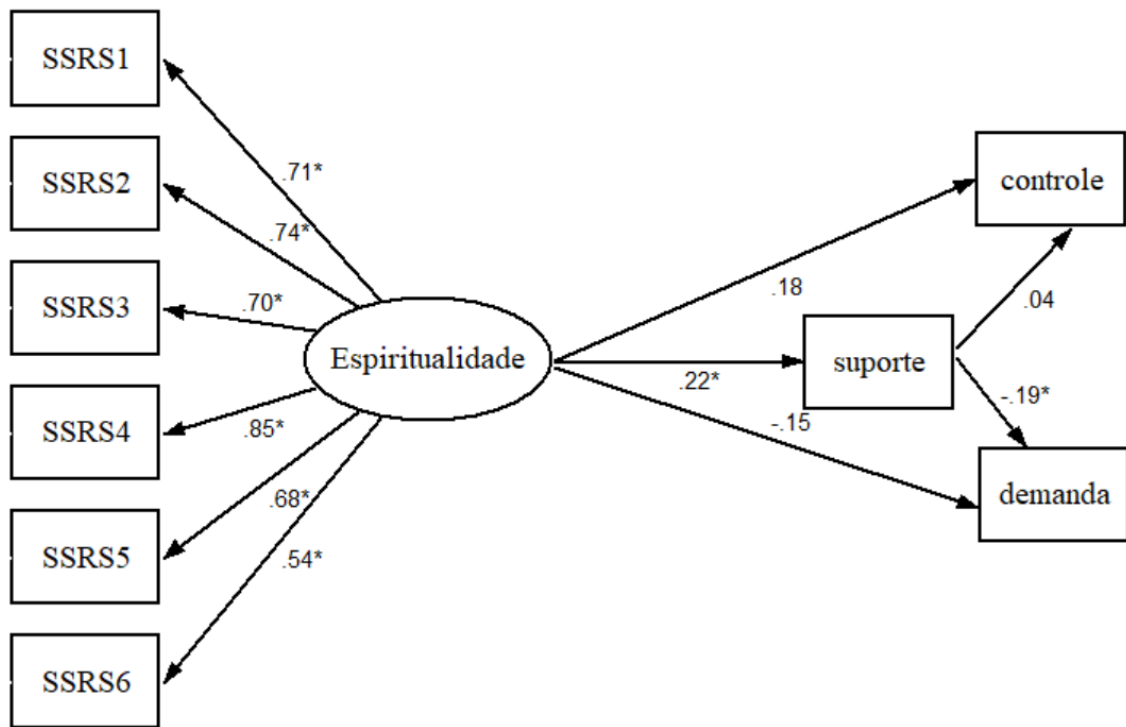 SSRS1
SSRS2
SSRS3
SSRS4
SSRS5
SSRS6
.71*
.74*
.70*
.85*
.68*
.54*
Espiritualidade
.18
.22*
-.15
suporte
.04
-.19*
controle
demanda